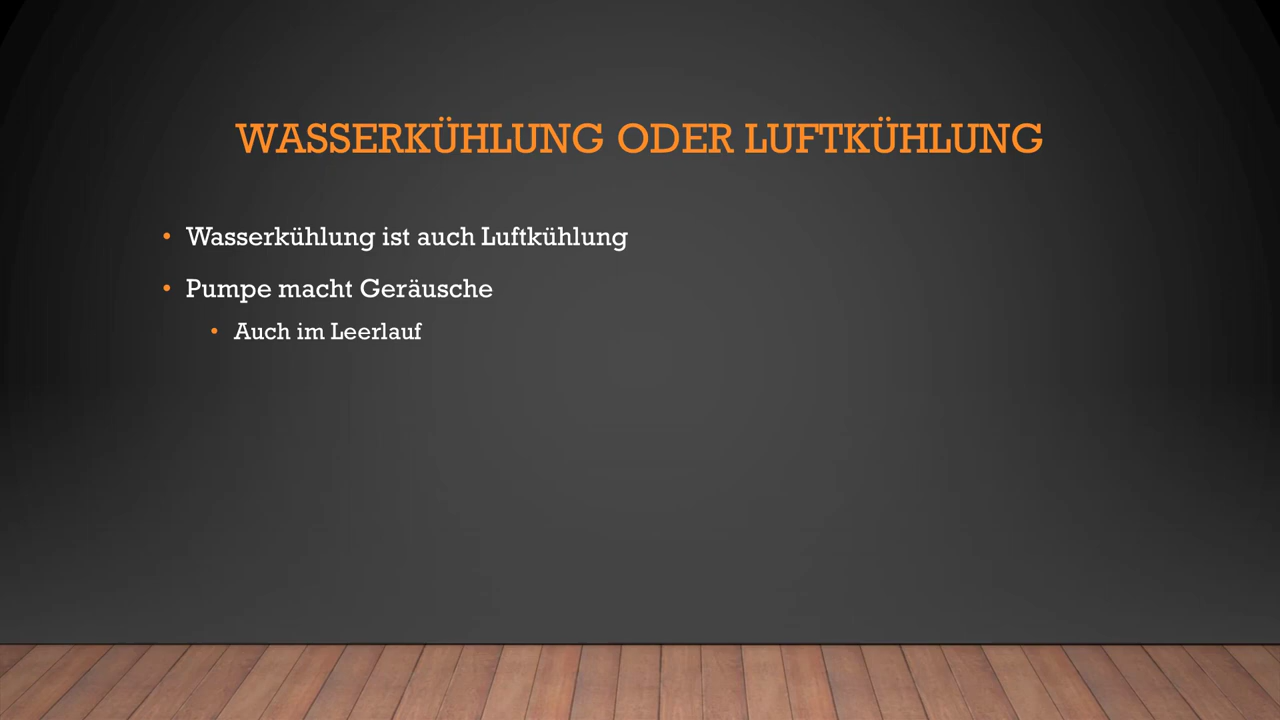 WASSERKÜHLUNG ODER LUFTKÜHLUNG
• Wasserkühlung ist auch Luftkühlung
• Pumpe macht Geräusche
• Auch im Leerlauf